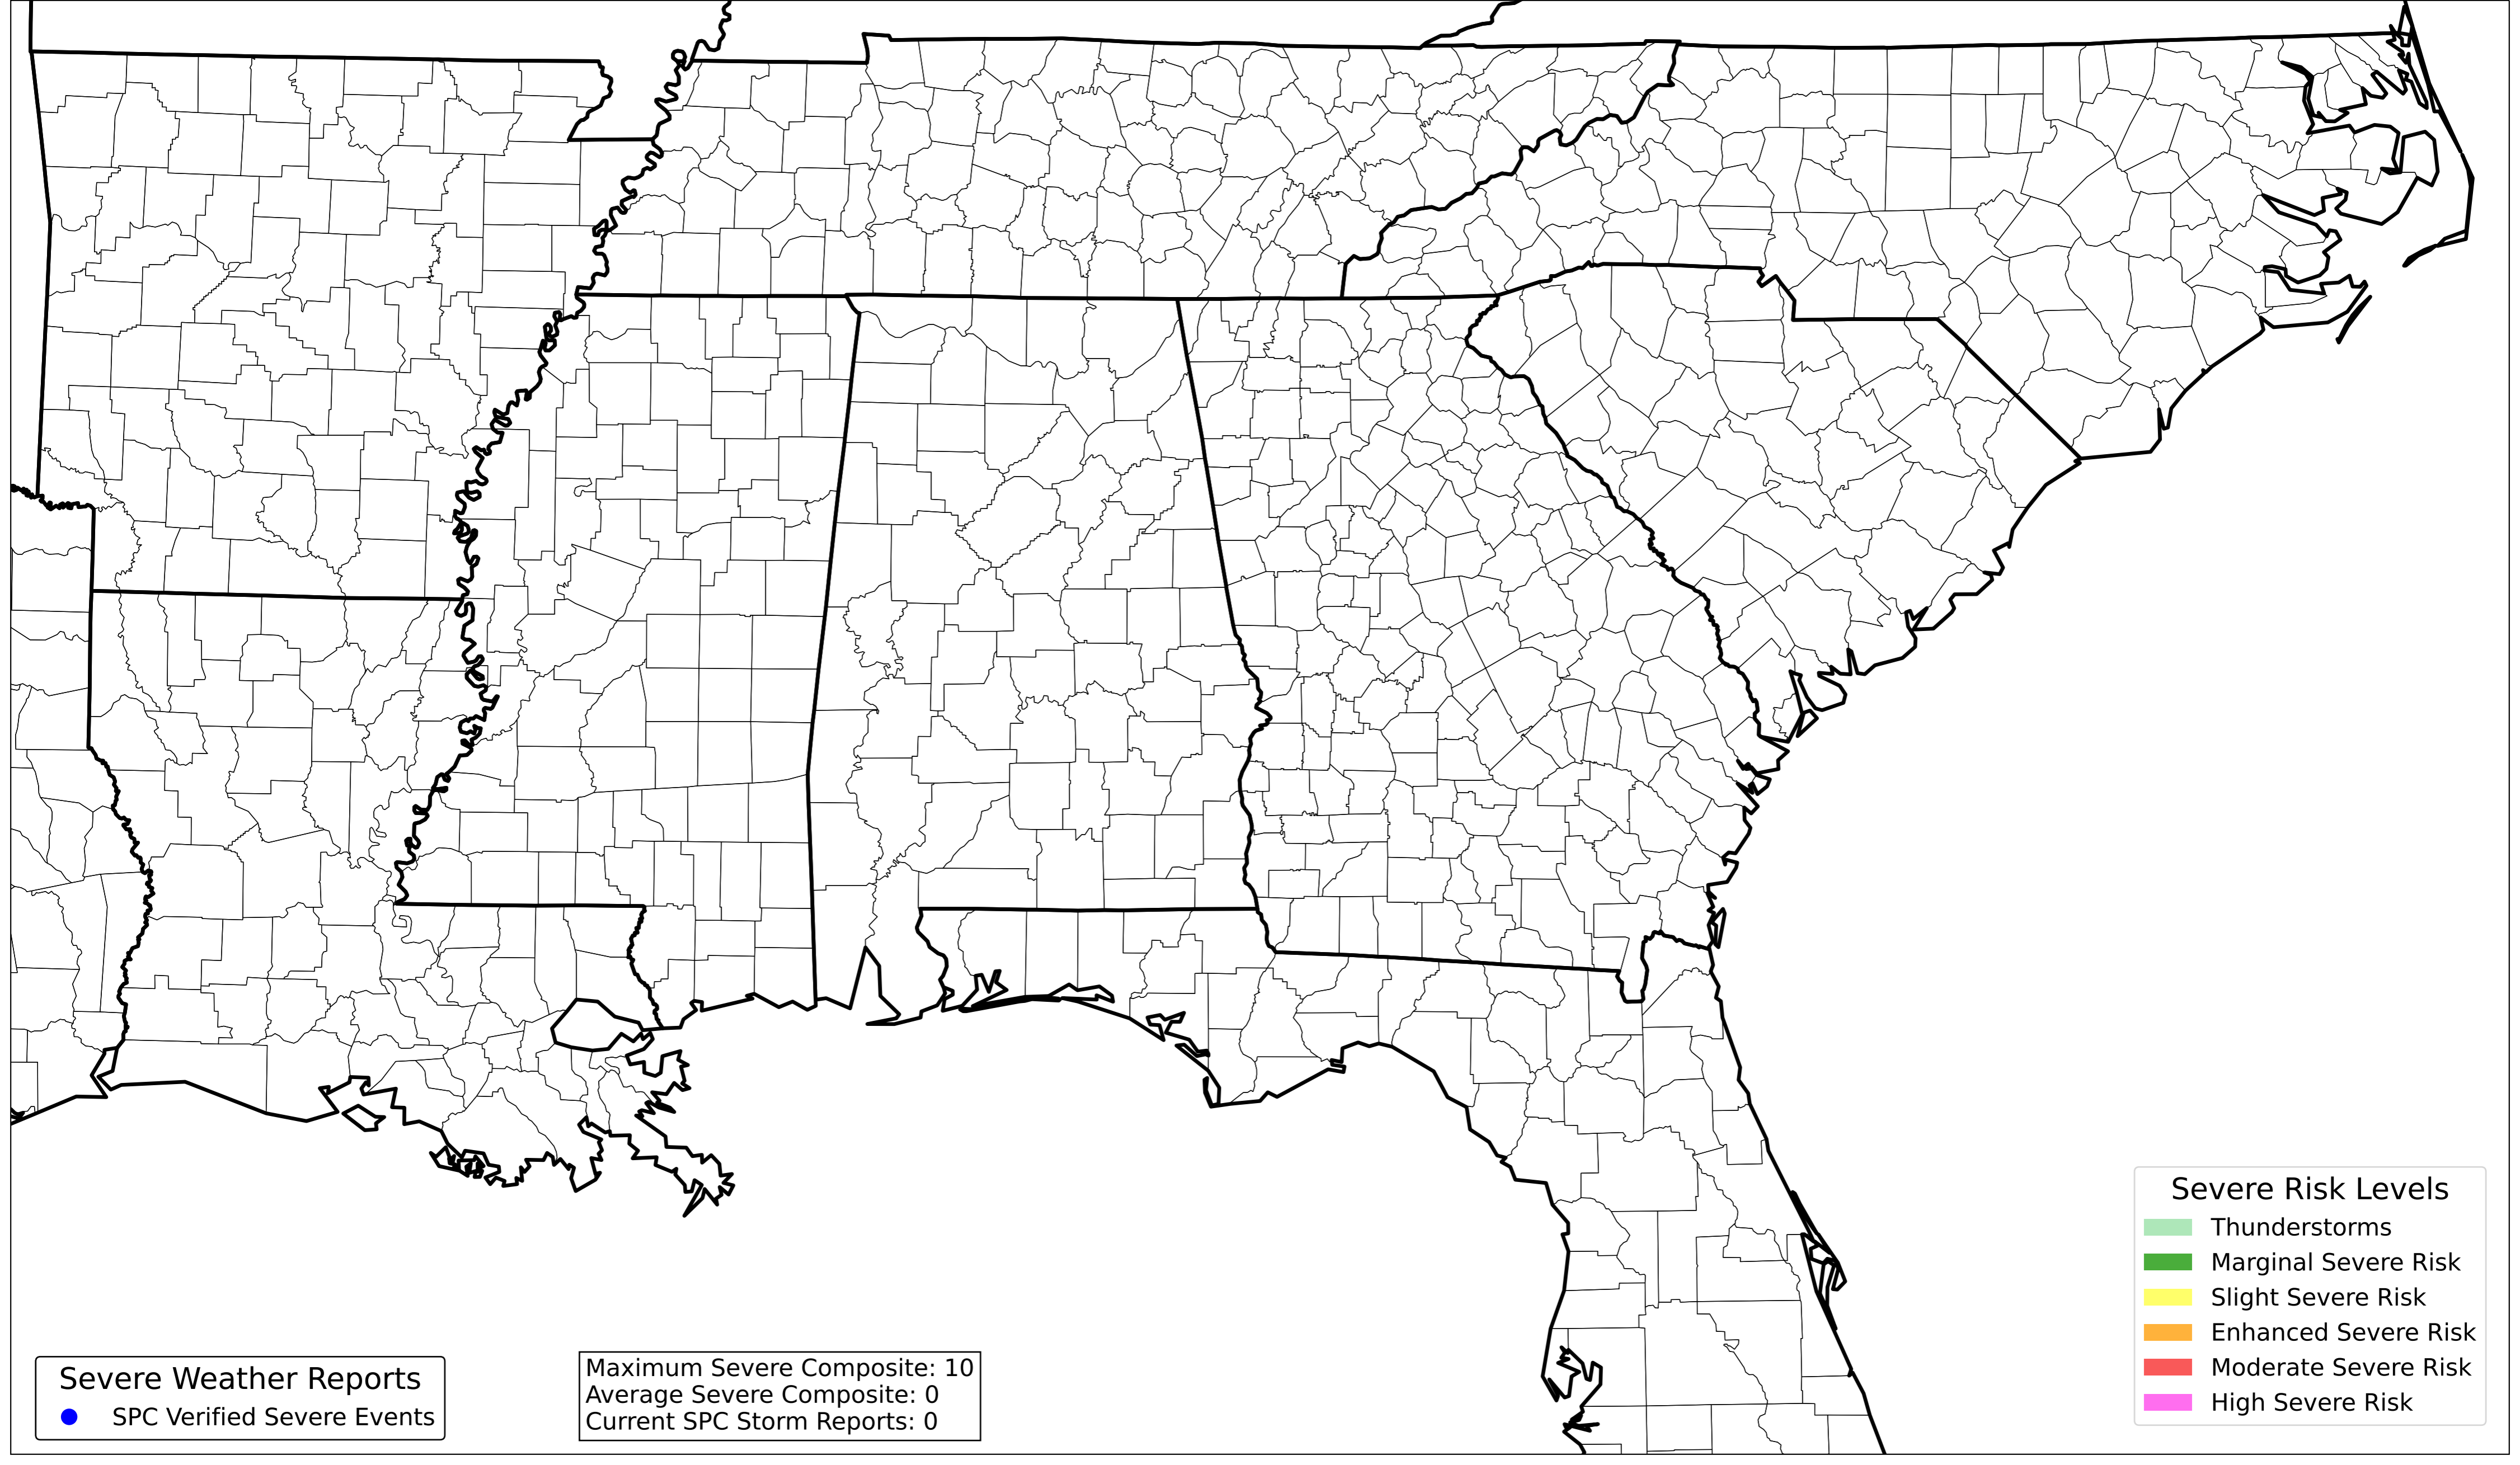 Severe Risk Levels
Thunderstorms
Marginal Severe Risk
Slight Severe Risk
Enhanced Severe Risk
Moderate Severe Risk
High Severe Risk
Severe Weather Reports
SPC Verified Severe Events
Maximum Severe Composite: 10
Average Severe Composite: 0
Current SPC Storm Reports: 0